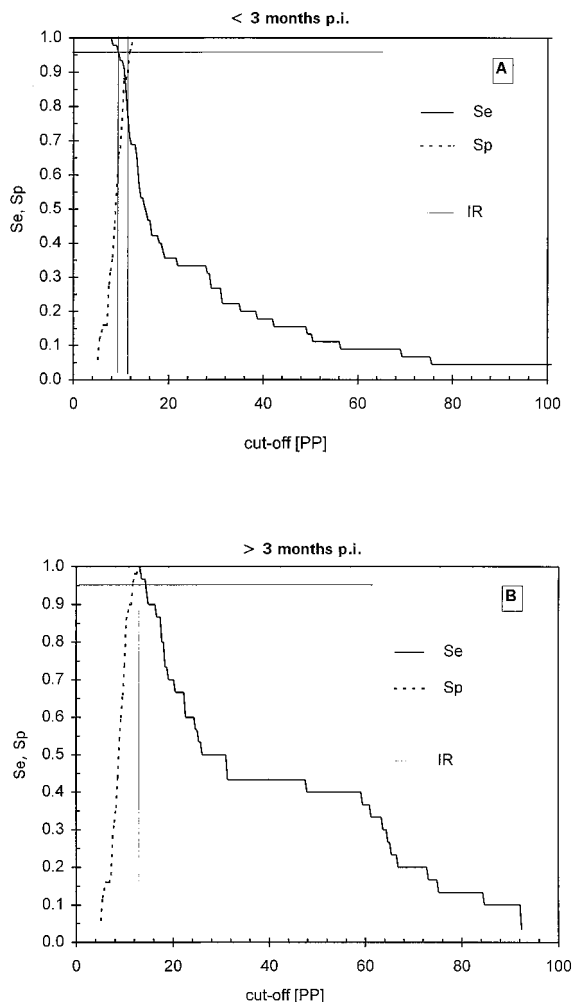 < 3 months p.i.
1.0
0.9
0.8
0.7
0.6
0.5
0.4
0.3
0.2
0.1
0.0
Se, Sp
A
Se
Sp
IR
0 20 40 60 80 100
cut-off [PP]
> 3 months p.i.
1.0
0.9
0.8
0.7
0.6
0.5
0.4
0.3
0.2
0.1
0.0
Se, Sp
B
Se
Sp
IR
0 20 40 60 80 100
cut-off [PP]